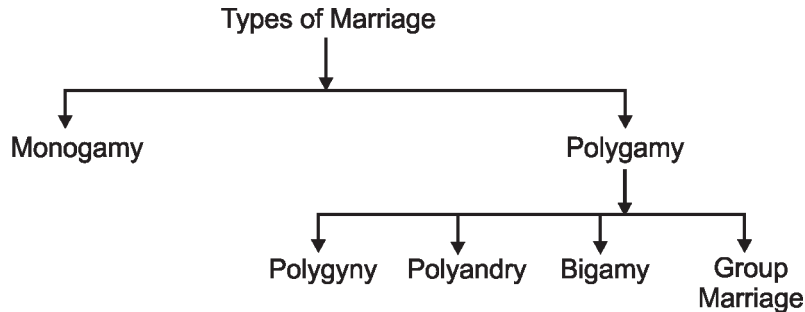 Types of Marriage
Monogamy
Polygamy
Polygyny
Polyandry
Bigamy
Group
Marriage